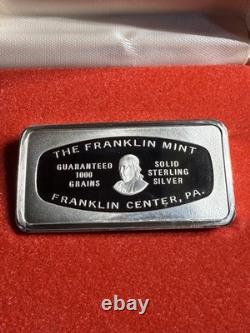 THE FRANKLIN MINT
GUARANTEED
1000
GRAINS
SOLID
STERLING
SILVER
FRANKLIN CENTER, PA.
ebay